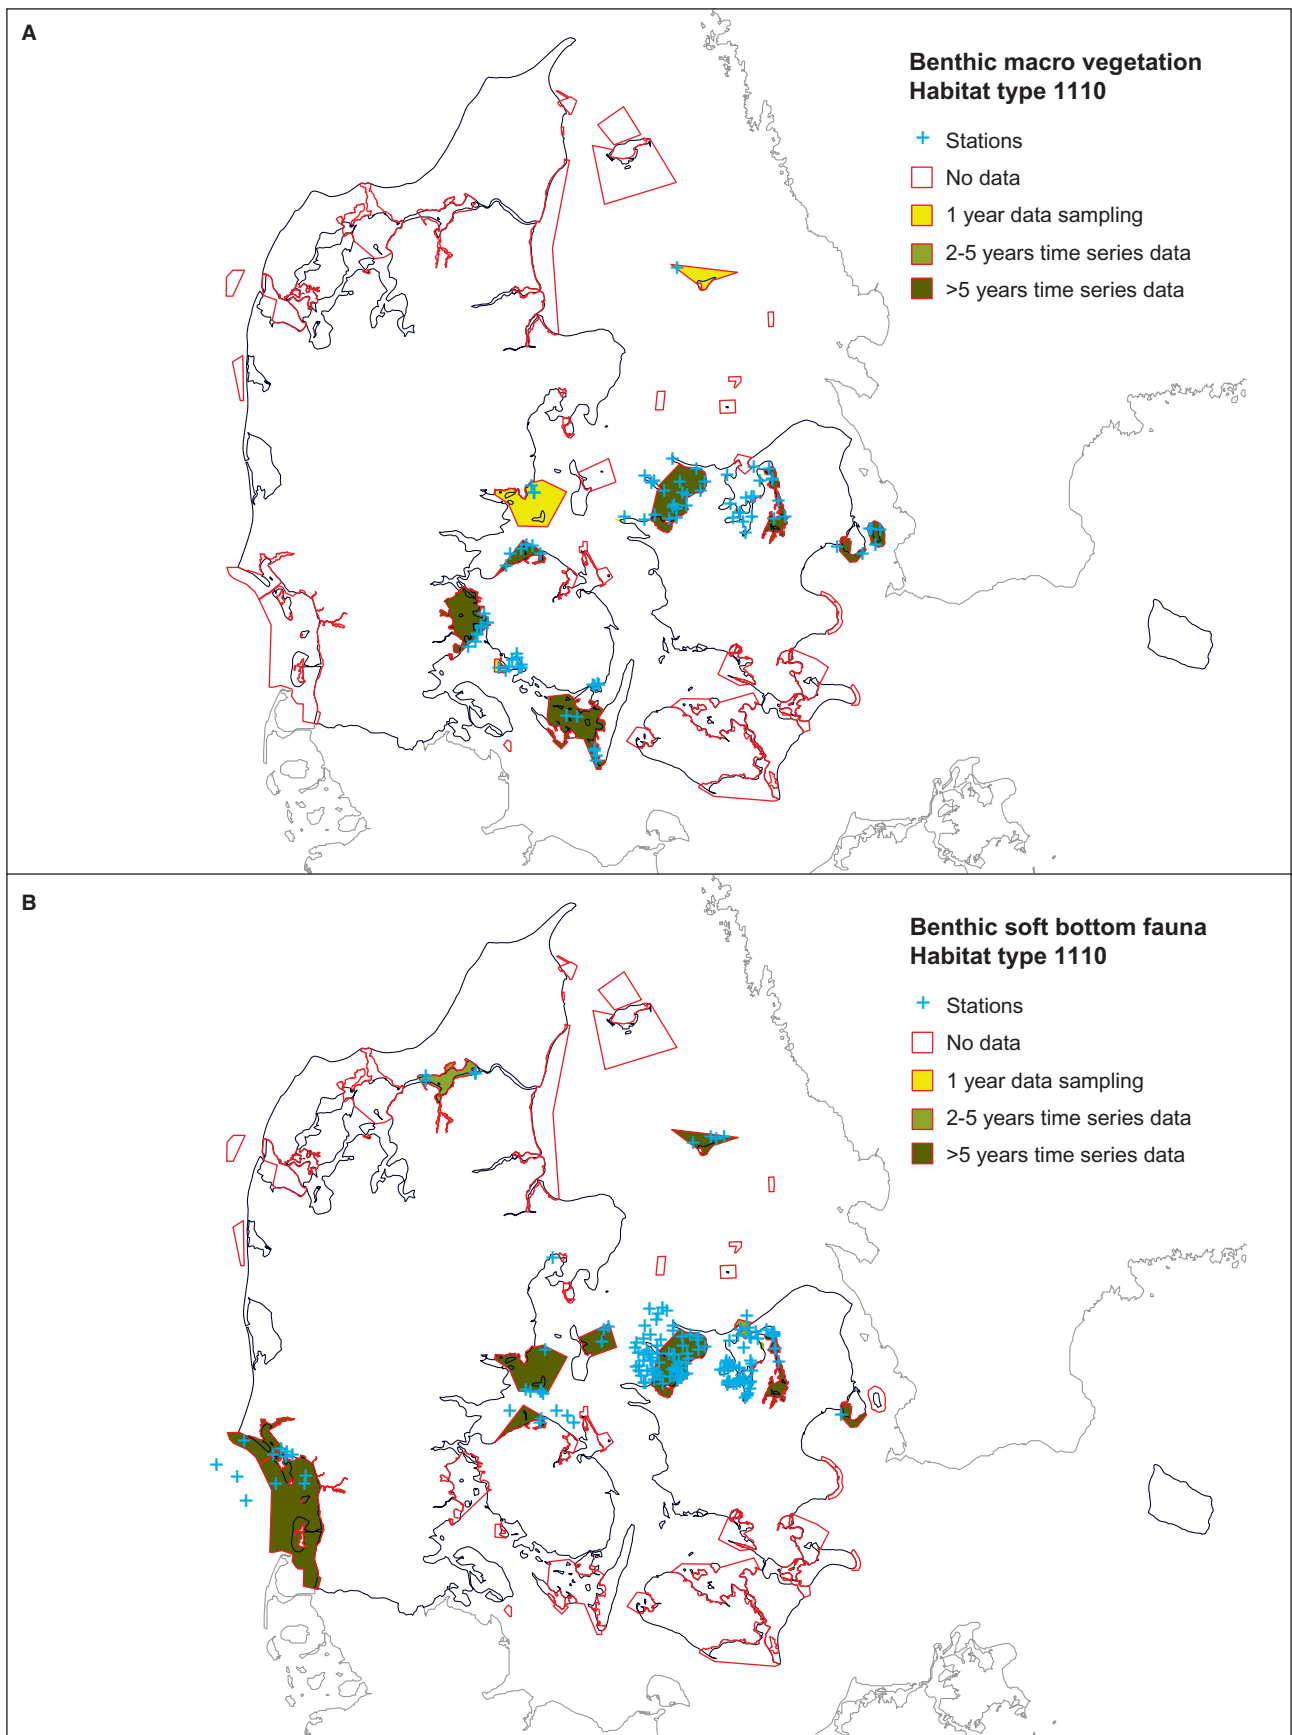 A
Benthic macro vegetation
Habitat type 1110
Stations
No data
1 year data sampling
2-5 years time series data
>5 years time series data
B
Benthic soft bottom fauna
Habitat type 1110
Stations
No data
1 year data sampling
2-5 years time series data
>5 years time series data